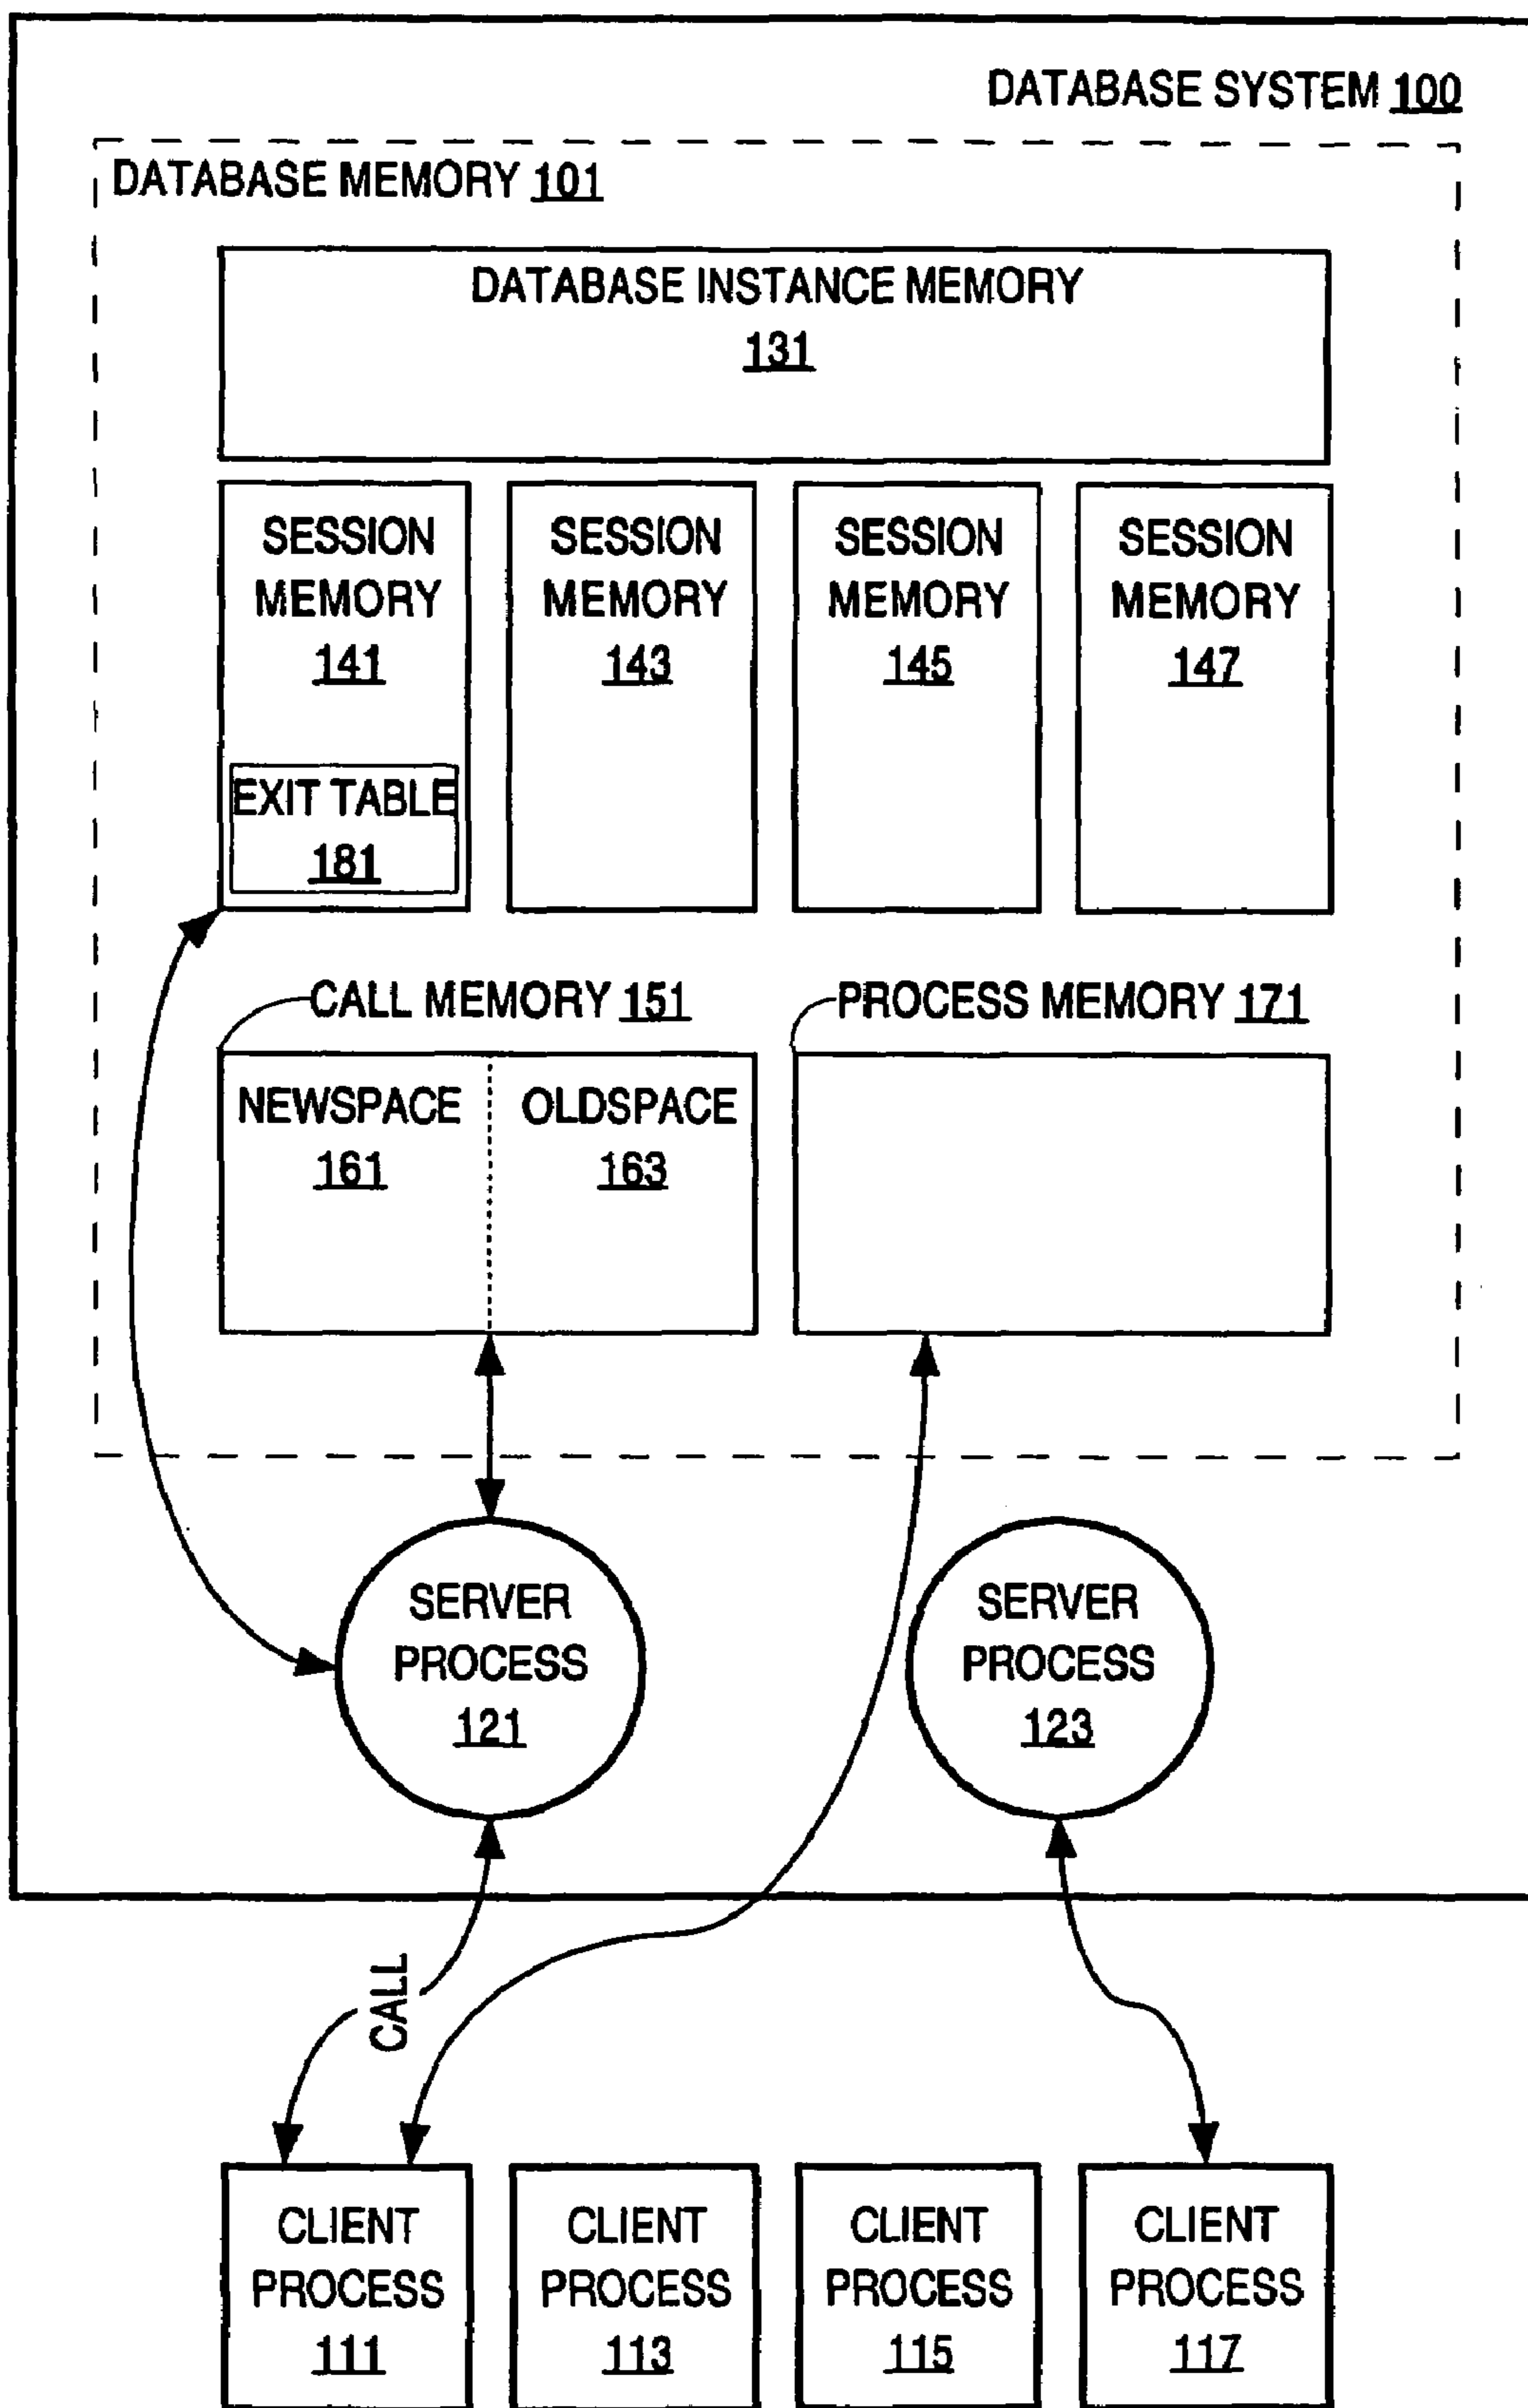 DATABASE SYSTEM 100
DATABASE MEMORY 101
DATABASE INSTANCE MEMORY
131
SESSION
MEMORY
141
SESSION
MEMORY
143
SESSION
MEMORY
145
SESSION
MEMORY
147
EXIT TABLE
181
CALL MEMORY 151
PROCESS MEMORY 171
NEWSPACE
161
OLDSPACE
163
SERVER
PROCESS
121
SERVER
PROCESS
123
CALL
CLIENT
PROCESS
111
CLIENT
PROCESS
113
CLIENT
PROCESS
115
CLIENT
PROCESS
117